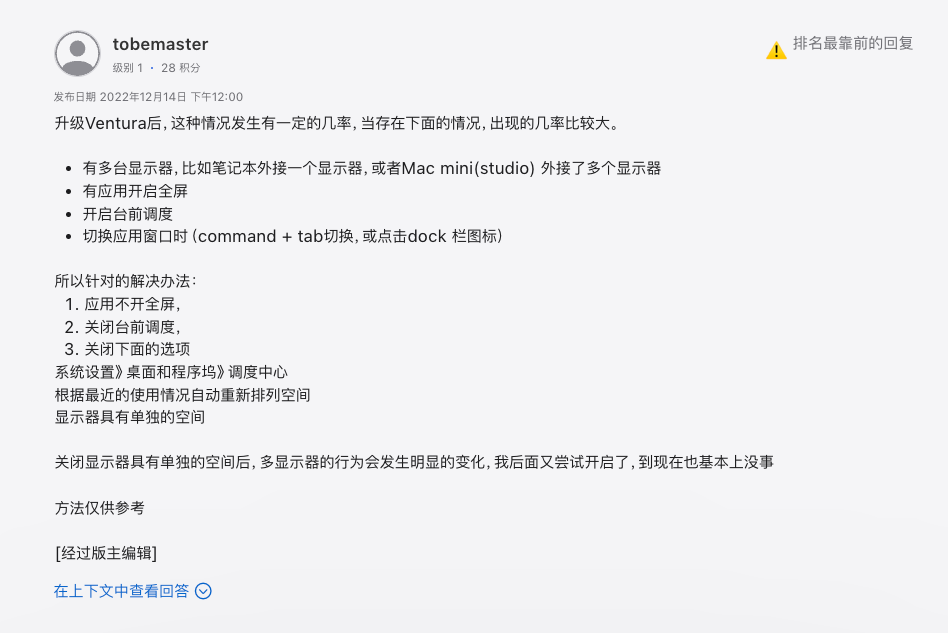 tobemaster
级别 1 · 28 积分
排名最靠前的回复
发布日期 2022年12月14日 下午12:00
升级Ventura后, 这种情况发生有一定的几率, 当存在下面的情况, 出现的几率比较大。
• 有多台显示器, 比如笔记本外接一个显示器, 或者Mac mini(studio) 外接了多个显示器
• 有应用开启全屏
• 开启台前调度
• 切换应用窗口时 (command + tab切换, 或点击dock 栏图标)
所以针对的解决办法:
1. 应用不开全屏,
2. 关闭台前调度,
3. 关闭下面的选项
系统设置》桌面和程序坞》调度中心
根据最近的使用情况自动重新排列空间
显示器具有单独的空间
关闭显示器具有单独的空间后, 多显示器的行为会发生明显的变化, 我后面又尝试开启了, 到现在也基本上没事
方法仅供参考
[经过版主编辑]
在上下文中查看回答